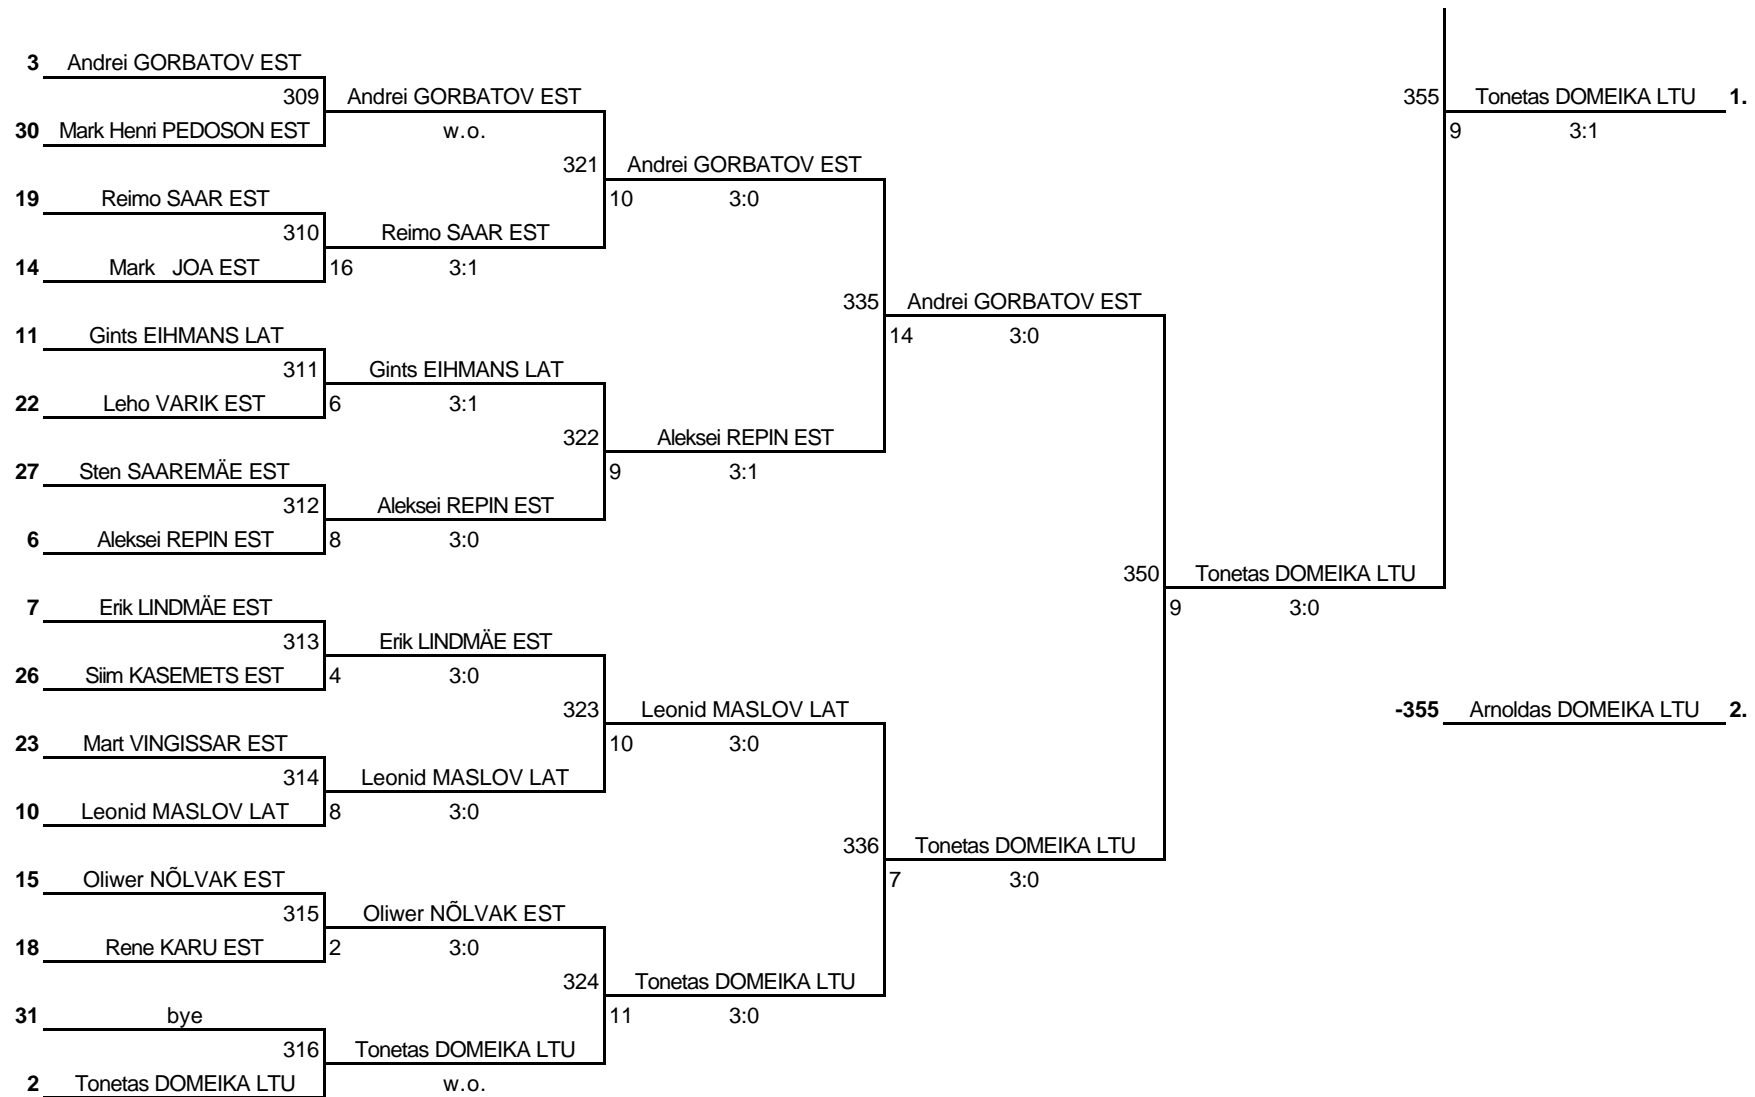 3 Andrei GORBATOV EST
309 Andrei GORBATOV EST 355 Tonetas DOMEIKA LTU 1.
30 Mark Henri PEDOSON EST w.o. 9 3:1
321 Andrei GORBATOV EST
19 Reimo SAAR EST 10 3:0
310 Reimo SAAR EST
14 Mark JOA EST 16 3:1
335 Andrei GORBATOV EST
11 Gints EIHMANS LAT 14 3:0
311 Gints EIHMANS LAT
22 Leho VARIK EST 6 3:1
322 Aleksei REPIN EST
27 Sten SAAREMÄE EST 9 3:1
312 Aleksei REPIN EST
6 Aleksei REPIN EST 8 3:0
350 Tonetas DOMEIKA LTU
7 Erik LINDMÄE EST 9 3:0
313 Erik LINDMÄE EST
26 Siim KASEMETS EST 4 3:0
323 Leonid MASLOV LAT -355 Arnoldas DOMEIKA LTU 2.
23 Mart VINGISSAR EST 10 3:0
314 Leonid MASLOV LAT
10 Leonid MASLOV LAT 8 3:0
336 Tonetas DOMEIKA LTU
15 Oliwer NÕLVAK EST 7 3:0
315 Oliwer NÕLVAK EST
18 Rene KARU EST 2 3:0
324 Tonetas DOMEIKA LTU
31 bye 11 3:0
316 Tonetas DOMEIKA LTU
2 Tonetas DOMEIKA LTU w.o.